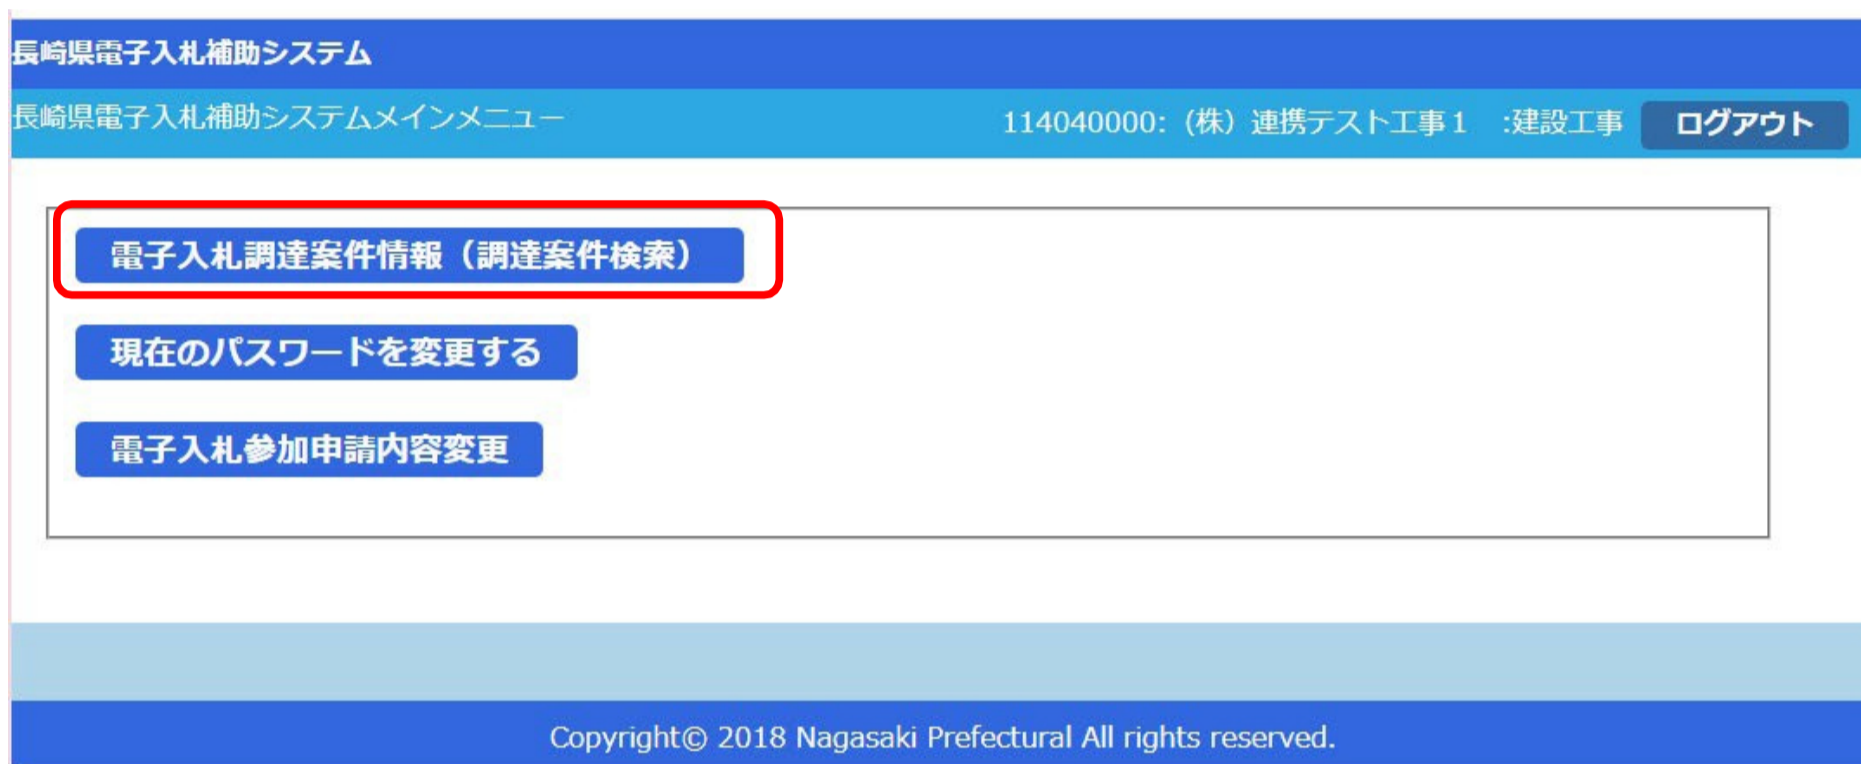 長崎県電子入札補助システム
長崎県電子入札補助システムメインメニュー 114040000:（株）連携テスト工事１ :建設工事 ログアウト
電子入札調達案件情報（調達案件検索）
現在のパスワードを変更する
電子入札参加申請内容変更
Copyright© 2018 Nagasaki Prefectural All rights reserved.